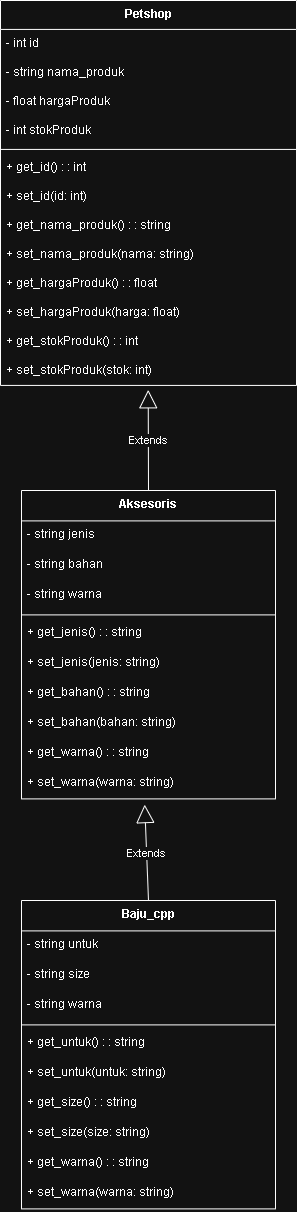 Petshop
- int id
- string nama_produk
- float hargaProduk
- int stokProduk
+ get_id() : : int
+ set_id(id: int)
+ get_nama_produk() : : string
+ set_nama_produk(nama: string)
+ get_hargaProduk() : : float
+ set_hargaProduk(harga: float)
+ get_stokProduk() : : int
+ set_stokProduk(stok: int)
Extends
Aksesoris
- string jenis
- string bahan
- string warna
+ get_jenis() : : string
+ set_jenis(jenis: string)
+ get_bahan() : : string
+ set_bahan(bahan: string)
+ get_warna() : : string
+ set_warna(warna: string)
Extends
Baju_cpp
- string untuk
- string size
- string warna
+ get_untuk() : : string
+ set_untuk(untuk: string)
+ get_size() : : string
+ set_size(size: string)
+ get_warna() : : string
+ set_warna(warna: string)